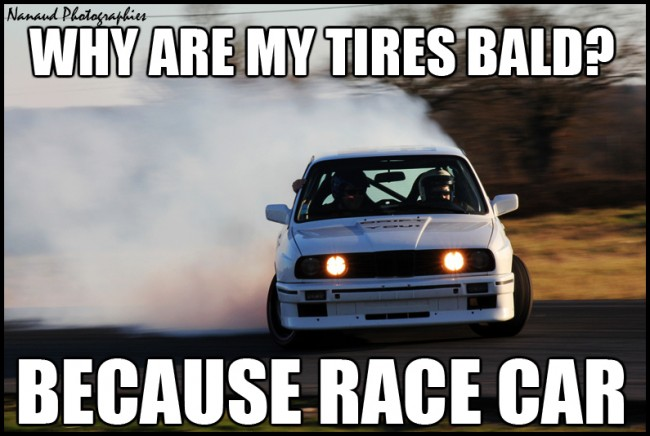 Nanaud Photographies
WHY ARE MY TIRES BALD?
BECAUSE RACE CAR